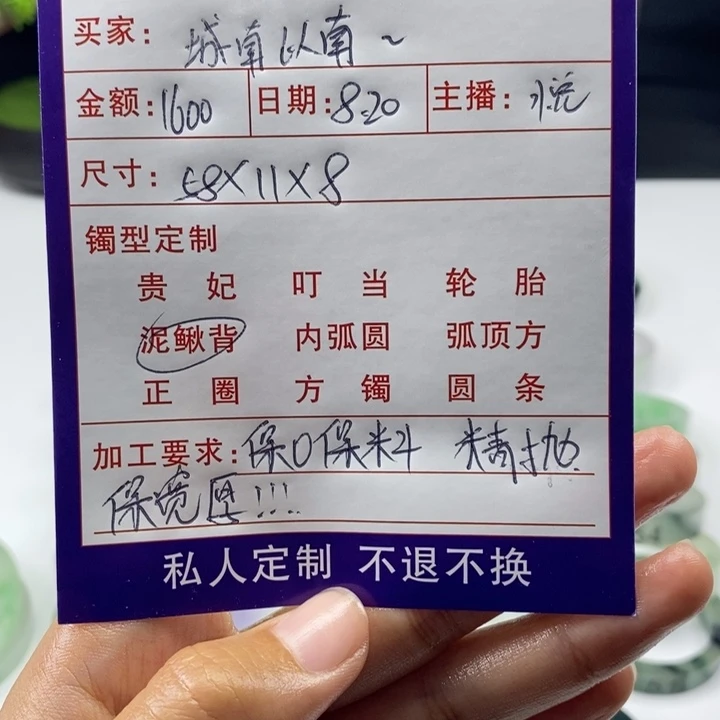 买家: 城南以南~
金额: 1600 日期: 8.20 主播: 悦
尺寸: 58×11×8
镯型定制
贵妃 叮当 轮胎
泥鳅背 内弧圆 弧顶方
正圈 方镯 圆条
加工要求: 保口保料 精抛
保宽厚!!!
私人定制 不退不换